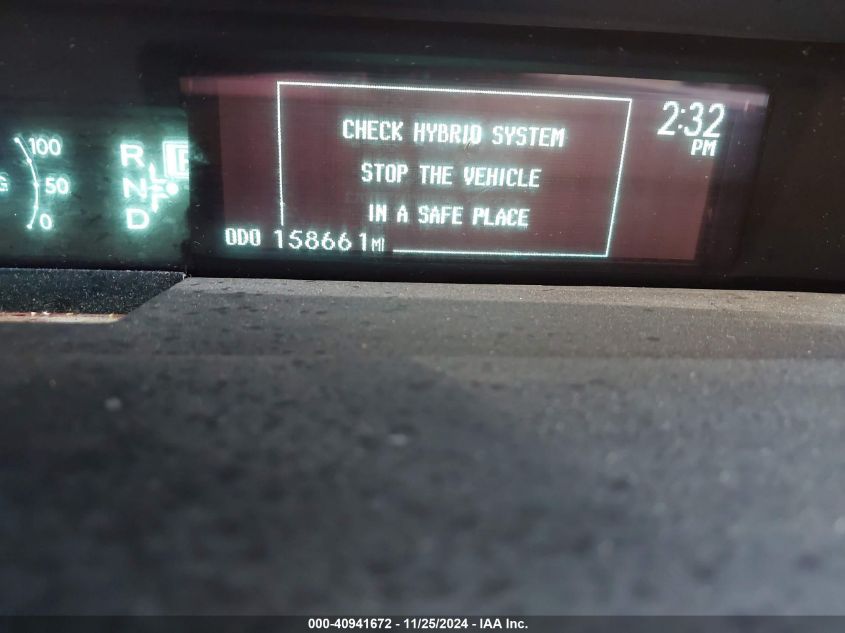 CHECK HYBRID SYSTEM
STOP THE VEHICLE
IN A SAFE PLACE
2:32
PM
ODO 158661 MI
100
50
0
R
N
D
000-40941672 - 11/25/2024 - IAA Inc.